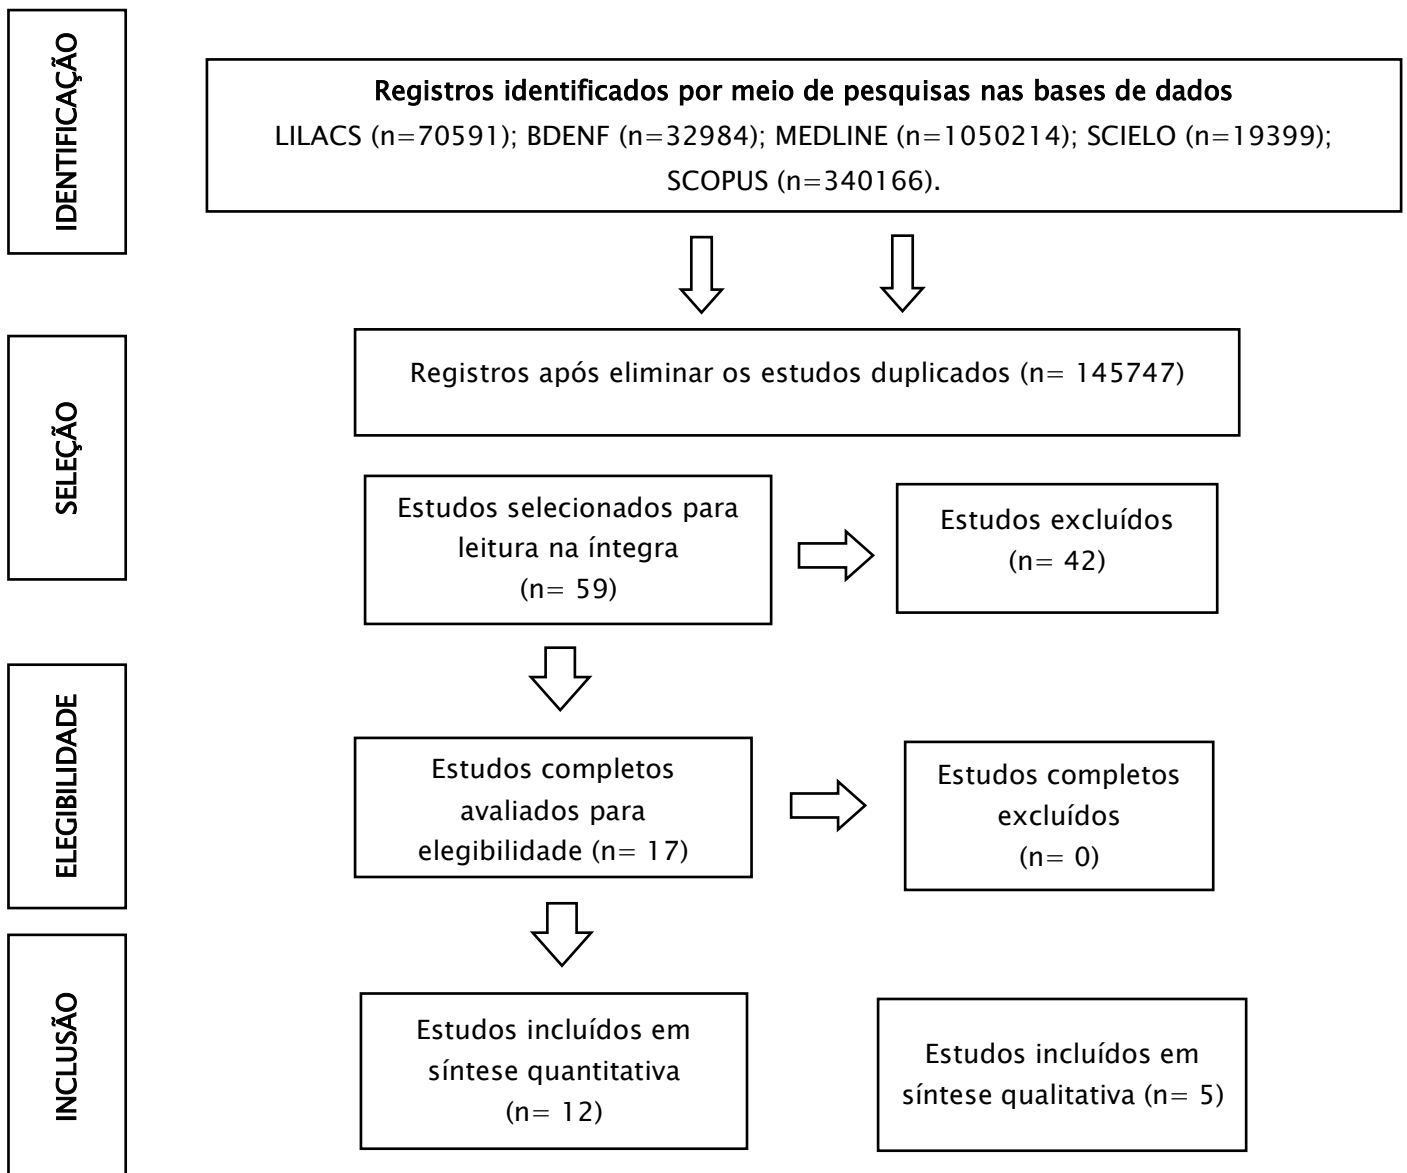 IDENTIFICAÇÃO
Registros identificados por meio de pesquisas nas bases de dados
LILACS (n=70591); BDENF (n=32984); MEDLINE (n=1050214); SCIELO (n=19399);
SCOPUS (n=340166).
SELEÇÃO
Registros após eliminar os estudos duplicados (n= 145747)
Estudos selecionados para
leitura na íntegra
(n= 59)
Estudos excluídos
(n= 42)
ELEGIBILIDADE
Estudos completos
avaliados para
elegibilidade (n= 17)
Estudos completos
excluídos
(n= 0)
INCLUSÃO
Estudos incluídos em
síntese quantitativa
(n= 12)
Estudos incluídos em
síntese qualitativa (n= 5)